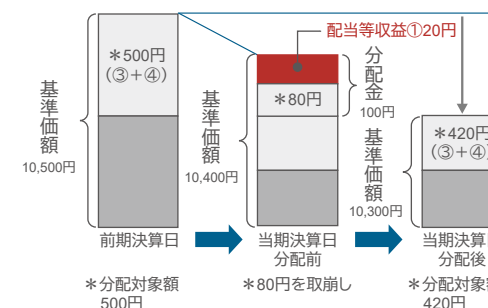 配当等収益①20円
＊500円
（③＋④）
基準価額
10,500円
分配金
100円
＊80円
基準価額
10,400円
＊420円
（③＋④）
基準価額
10,300円
前期決算日
当期決算日
分配前
当期決算
分配後
＊分配対象額
500円
＊80円を取崩し
＊分配対象
420円